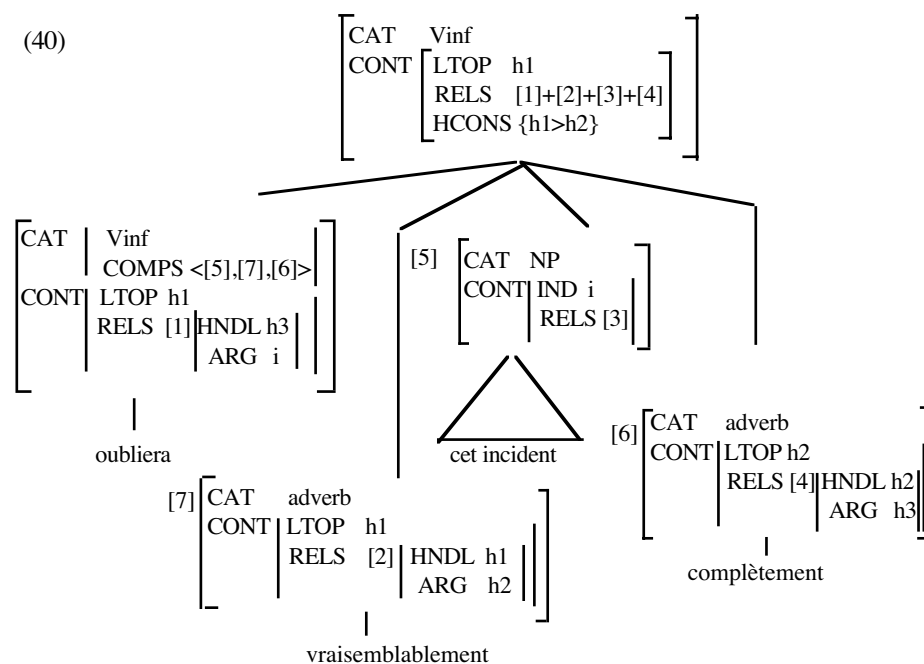 (40)
CAT Vinf
CONT LTOP h1
RELS [1]+[2]+[3]+[4]
HCONS {h1>h2}
CAT Vinf
COMPS <[5],[7],[6]>
CONT LTOP h1
RELS [1] HNDL h3
ARG i
oubliera
[5] CAT NP
CONT IND i
RELS [3]
cet incident
[6] CAT adverb
CONT LTOP h2
RELS [4] HNDL h2
ARG h3
complètement
[7] CAT adverb
CONT LTOP h1
RELS [2] HNDL h1
ARG h2
vraisemblablement